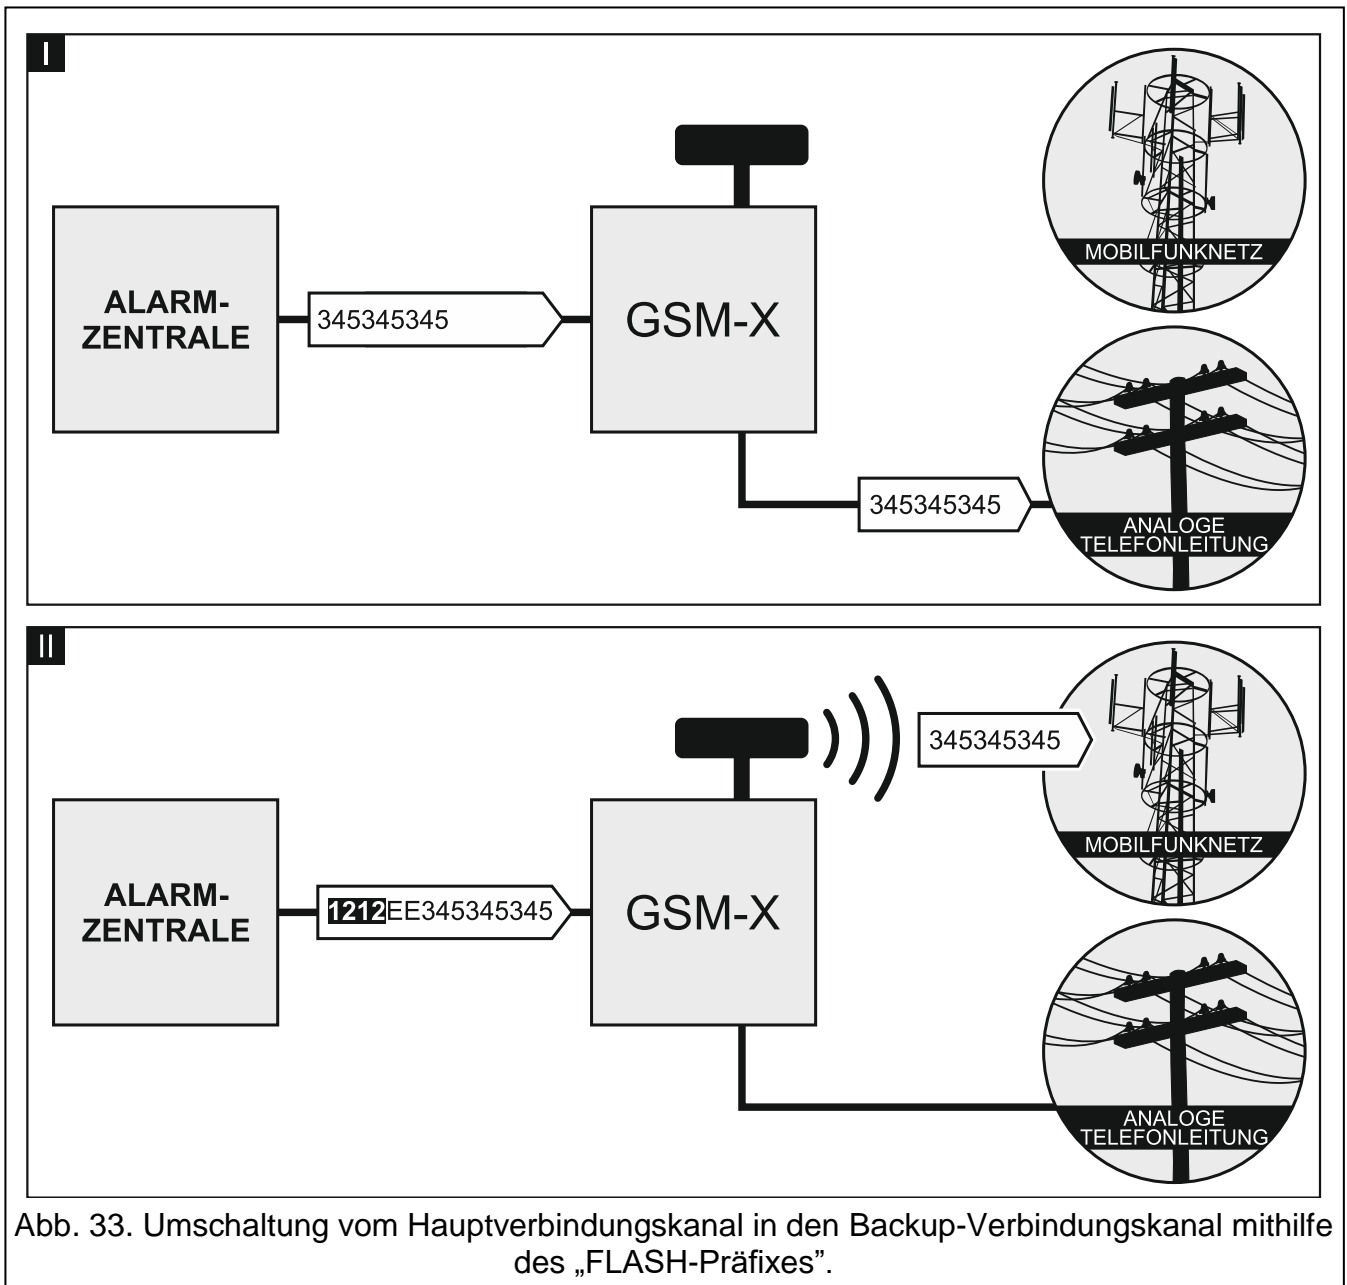 I
MOBILFUNKNETZ
ALARM-
ZENTRALE
345345345
GSM-X
345345345
ANALOGE
TELEFONLEITUNG
II
345345345
MOBILFUNKNETZ
ALARM-
ZENTRALE
1212EE345345345
GSM-X
ANALOGE
TELEFONLEITUNG
Abb. 33. Umschaltung vom Hauptverbindungskanal in den Backup-Verbindungskanal mithilfe
des „FLASH-Präfixes”.